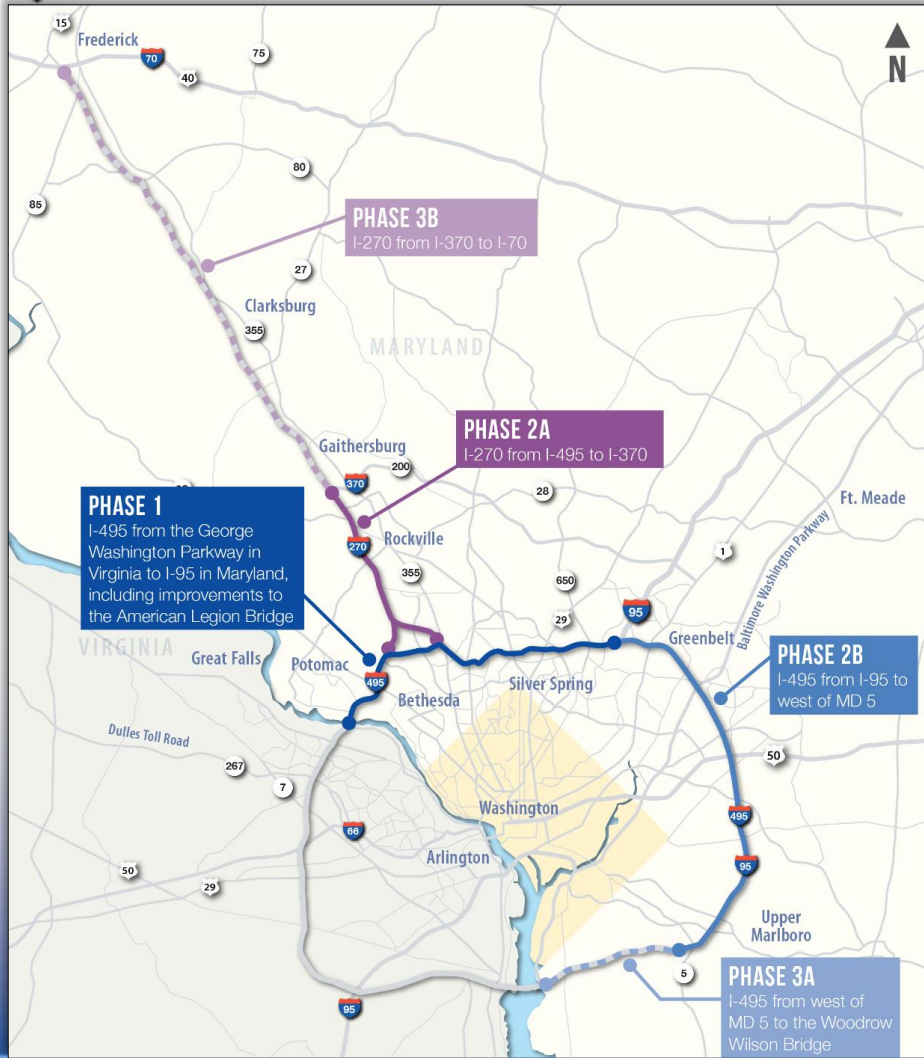 15
Frederick
70
75
40
N
80
85
PHASE 3B
I-270 from I-370 to I-70
27
Clarksburg
355
MARYLAND
PHASE 2A
I-270 from I-495 to I-370
Gaithersburg
200
370
28
Ft. Meade
PHASE 1
I-495 from the George
Washington Parkway in
Virginia to I-95 in Maryland,
including improvements to
the American Legion Bridge
270
Rockville
355
650
29
1
Baltimore Washington Parkway
95
Greenbelt
VIRGINIA
Great Falls
Potomac
495
Bethesda
Silver Spring
PHASE 2B
I-495 from I-95 to
west of MD 5
Dulles Toll Road
267
7
50
Washington
66
Arlington
495
95
50
29
Upper
Marlboro
5
PHASE 3A
I-495 from west of
MD 5 to the Woodrow
Wilson Bridge
95